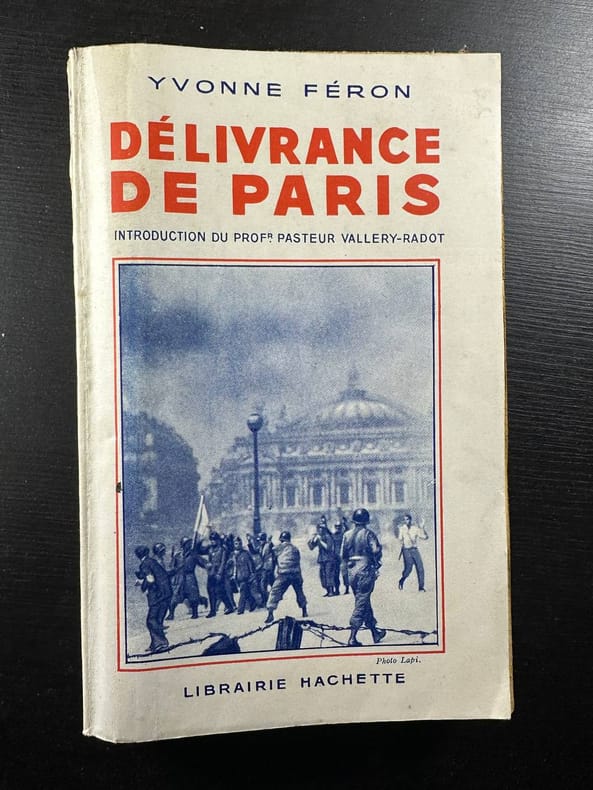 YVONNE FÉRON
DÉLIVRANCE
DE PARIS
INTRODUCTION DU PROFR PASTEUR VALLERY-RADOT
Photo Lapi.
LIBRAIRIE HACHETTE